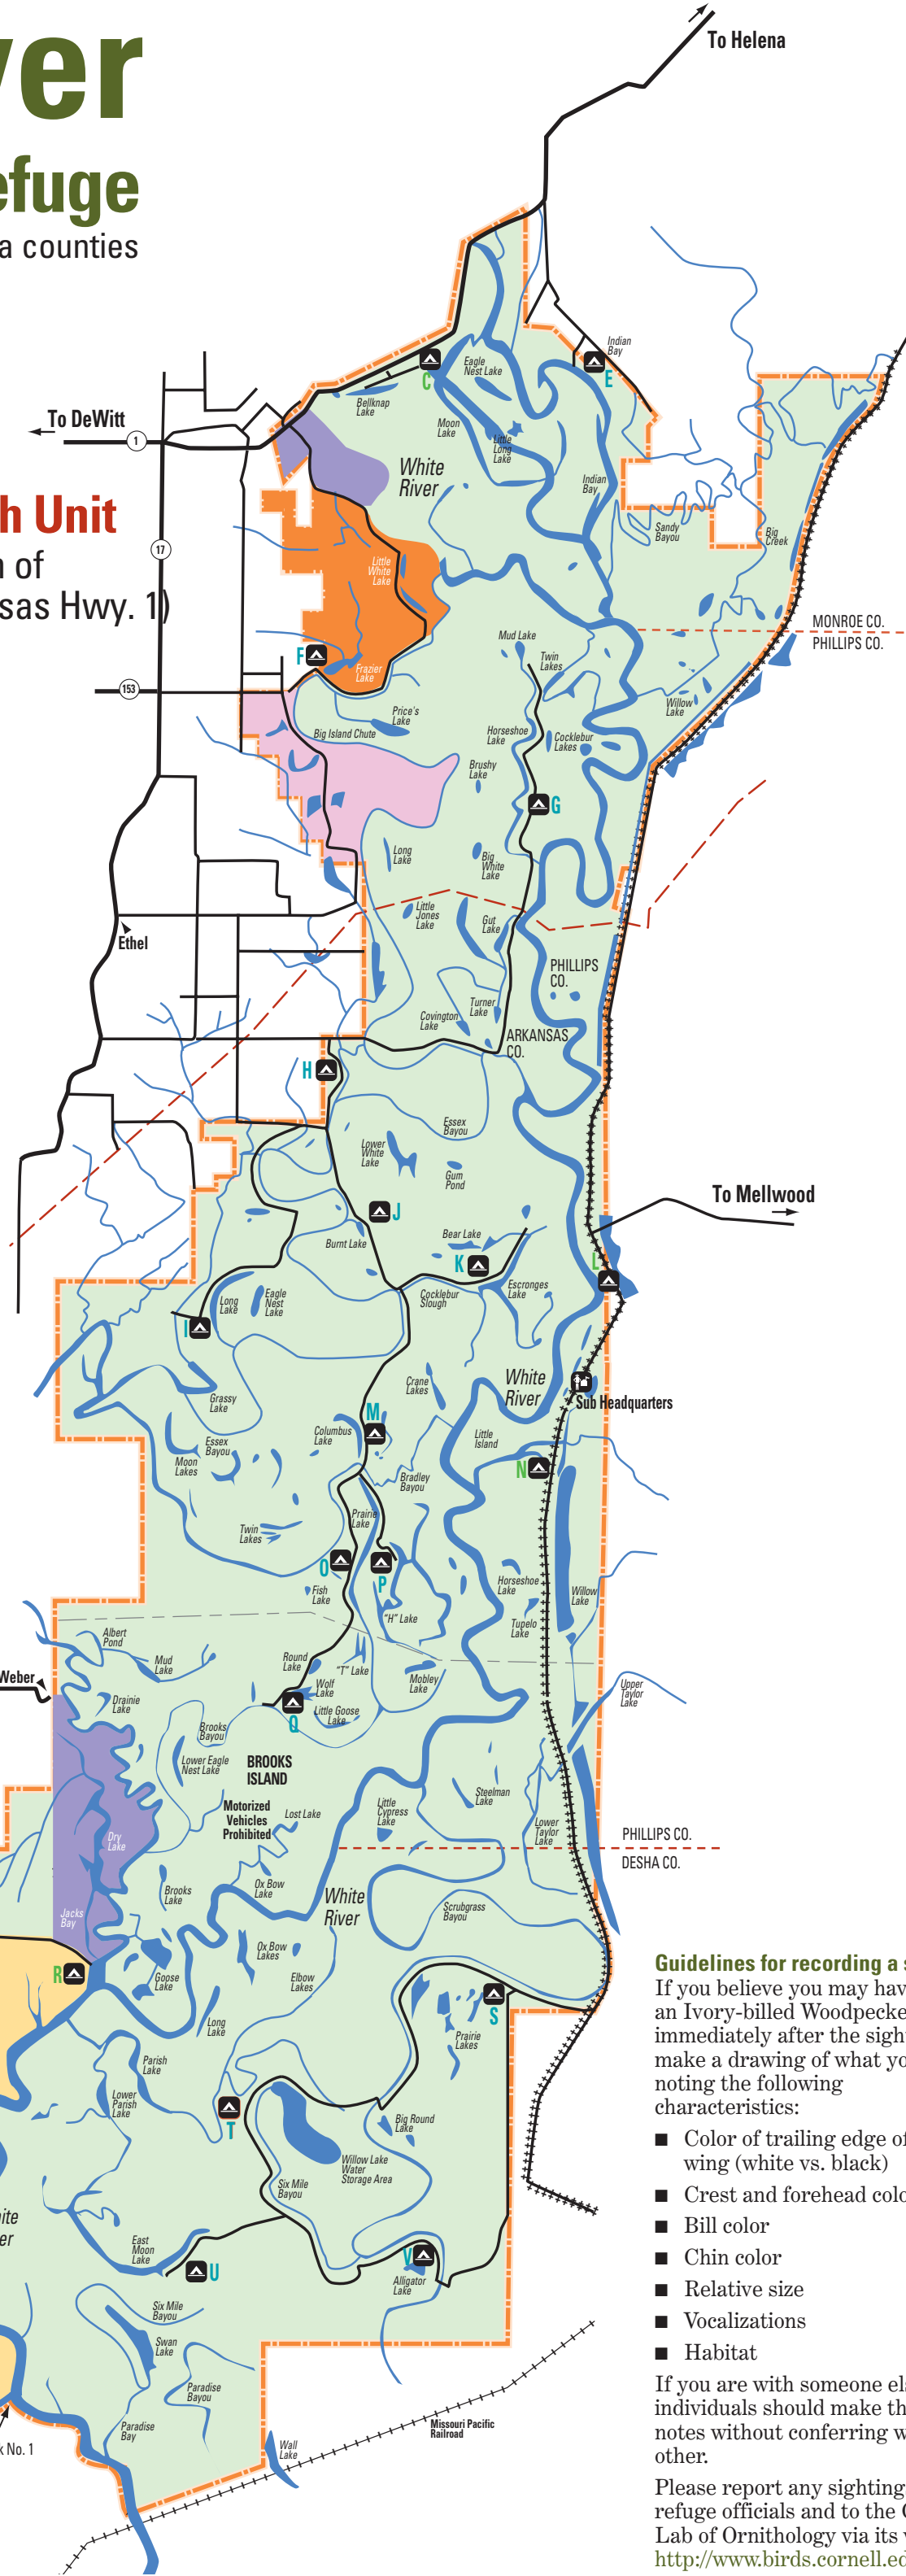 ver
efuge
a counties
To Helena
Indian
Bay
E
Eagle
Nest Lake
C
Bellknap
Lake
Moon
Lake
Little
Long
Lake
To DeWitt
1
White
River
Indian
Bay
h Unit
n of
sas Hwy. 1)
17
Sandy
Bayou
Big
Creek
Little
White
Lake
MONROE CO.
PHILLIPS CO.
Mud Lake
Twin
Lakes
F
Frazier
Lake
153
Willow
Lake
Price's
Lake
Big Island Chute
Horseshoe
Lake
Cocklebur
Lakes
Brushy
Lake
G
Long
Lake
Big
White
Lake
Little
Jones
Lake
Gut
Lake
Ethel
PHILLIPS
CO.
Turner
Lake
Covington
Lake
ARKANSAS
CO.
H
Essex
Bayou
Lower
White
Lake
Gum
Pond
To Mellwood
J
Burnt Lake
Bear Lake
K
L
Escronges
Lake
Cocklebur
Slough
Eagle
Nest
Lake
Long
Lake
I
White
River
Sub Headquarters
Crane
Lakes
Grassy
Lake
M
Columbus
Lake
Little
Island
Essex
Bayou
Moon
Lakes
N
Bradley
Bayou
Prairie
Lake
Twin
Lakes
O
P
Fish
Lake
Horseshoe
Lake
Willow
Lake
"H" Lake
Tupelo
Lake
Albert
Pond
Mud
Lake
Round
Lake
"T" Lake
Weber
Wolf
Lake
Mobley
Lake
Upper
Taylor
Lake
Drainie
Lake
Q
Little Goose
Lake
Brooks
Bayou
Lower Eagle
Nest Lake
BROOKS
ISLAND
Steelman
Lake
Motorized
Vehicles
Prohibited
Lost Lake
Little
Cypress
Lake
Lower
Taylor
Lake
Dry
Lake
PHILLIPS CO.
DESHA CO.
Brooks
Lake
Ox Bow
Lake
White
River
Scrubgrass
Bayou
Jacks
Bay
Ox Bow
Lakes
R
Goose
Lake
Elbow
Lakes
S
Long
Lake
Prairie
Lakes
Parish
Lake
Lower
Parish
Lake
T
Big Round
Lake
Willow Lake
Water
Storage Area
Six Mile
Bayou
ite
er
East
Moon
Lake
U
V
Alligator
Lake
Six Mile
Bayou
Swan
Lake
Paradise
Bayou
Paradise
Bay
k No. 1
Wall
Lake
Missouri Pacific
Railroad
Guidelines for recording a s
If you believe you may hav
an Ivory-billed Woodpecke
immediately after the sigh
make a drawing of what yo
noting the following
characteristics:
■ Color of trailing edge of
wing (white vs. black)
■ Crest and forehead colo
■ Bill color
■ Chin color
■ Relative size
■ Vocalizations
■ Habitat
If you are with someone el
individuals should make th
notes without conferring w
other.
Please report any sighting
refuge officials and to the C
Lab of Ornithology via its w
http://www.birds.cornell.ed